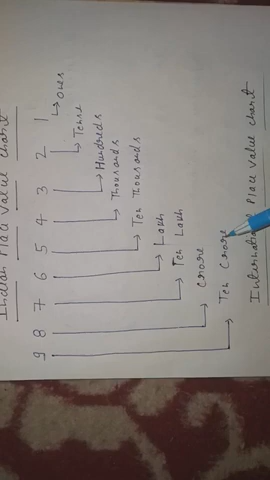 Indian Place value chart
9 8 7 6 5 4 3 2 1
Ones
Tense
Hundreds
Thousands
Ten Thousands
Lakh
Ten Lakh
Crore
Ten Crore
International Place value chart